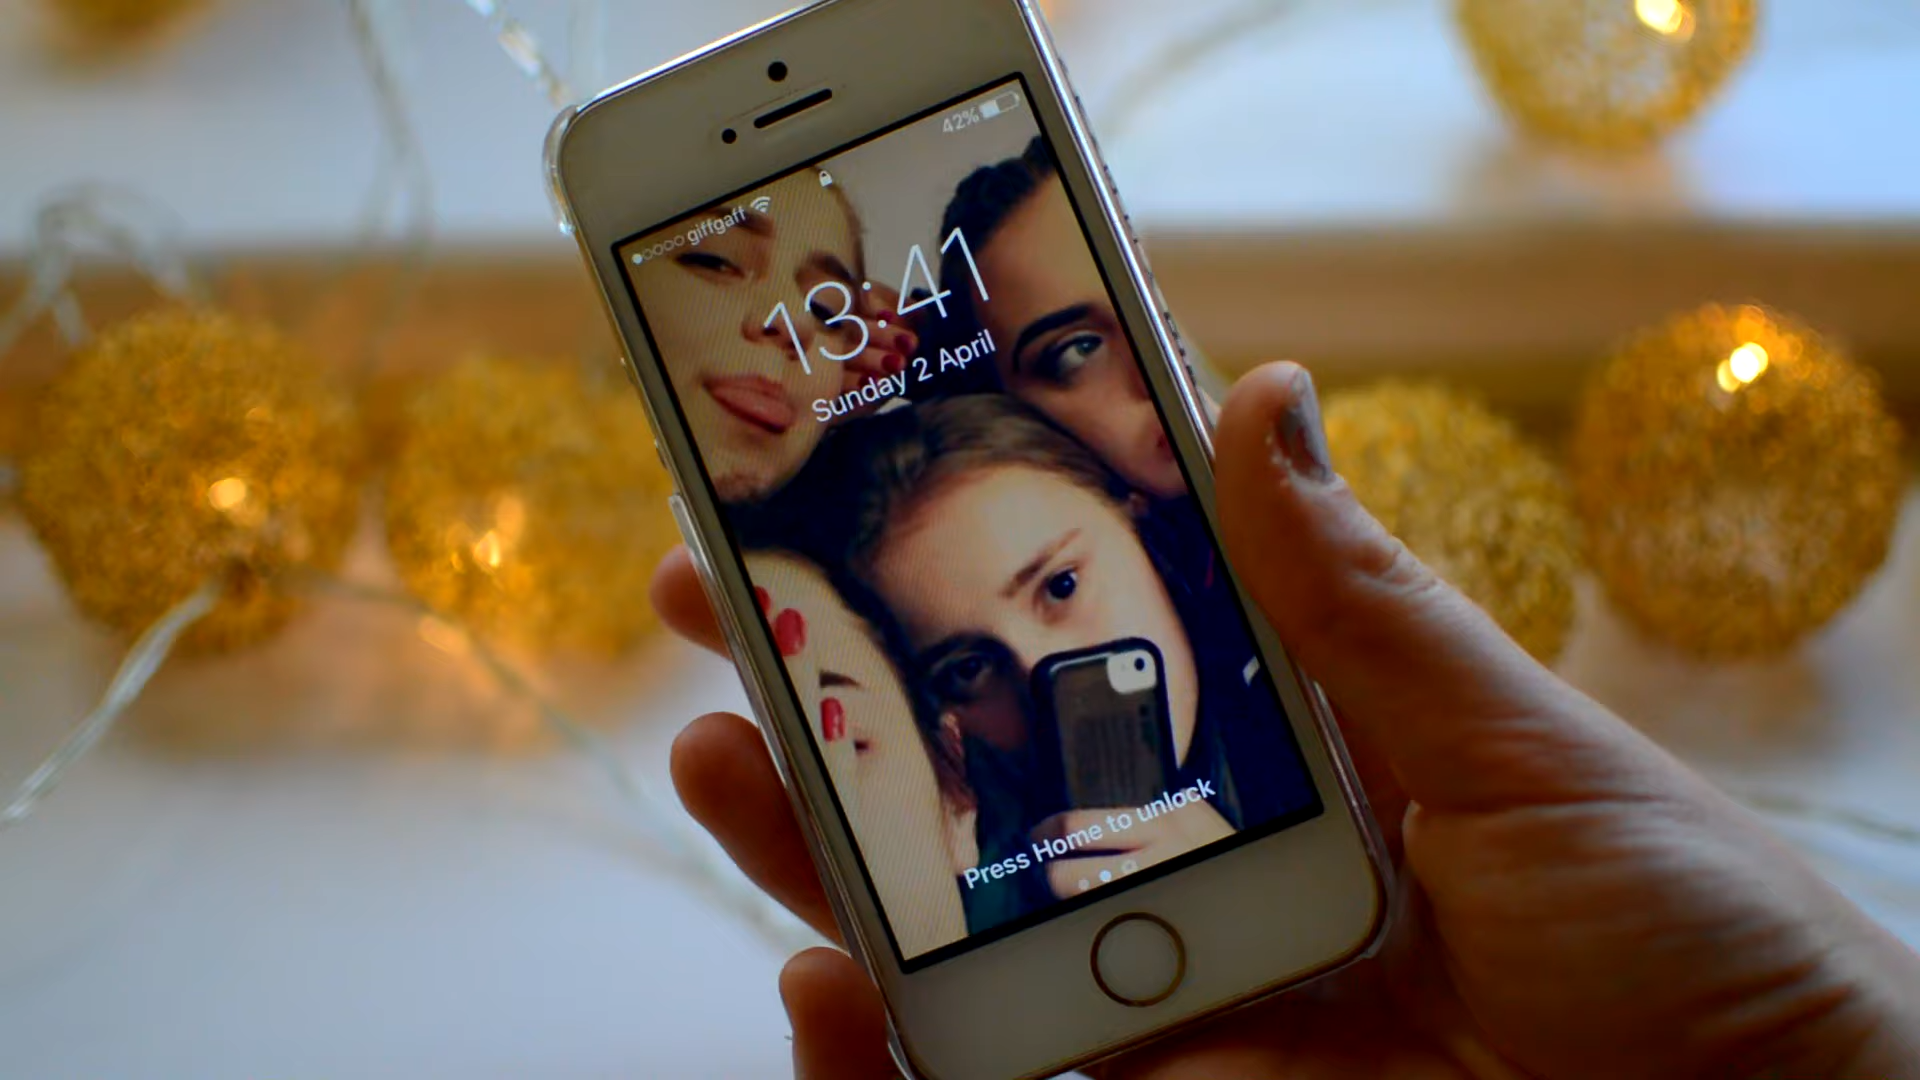 42%
giffgaff
13:41
Sunday 2 April
Press Home to unlock